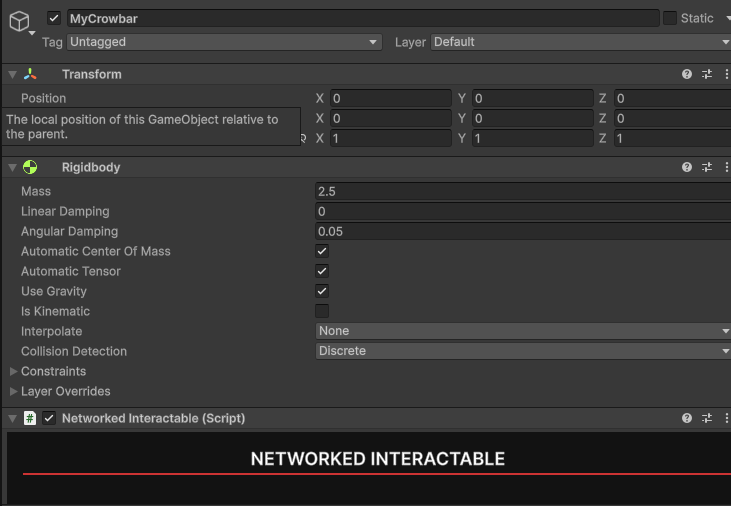 MyCrowbar Static
Tag Untagged Layer Default
Transform
Position X 0 Y 0 Z 0
The local position of this GameObject relative to
the parent.
X 0 Y 0 Z 0
X 1 Y 1 Z 1
Rigidbody
Mass 2.5
Linear Damping 0
Angular Damping 0.05
Automatic Center Of Mass
Automatic Tensor
Use Gravity
Is Kinematic
Interpolate None
Collision Detection Discrete
Constraints
Layer Overrides
# Networked Interactable (Script)
NETWORKED INTERACTABLE